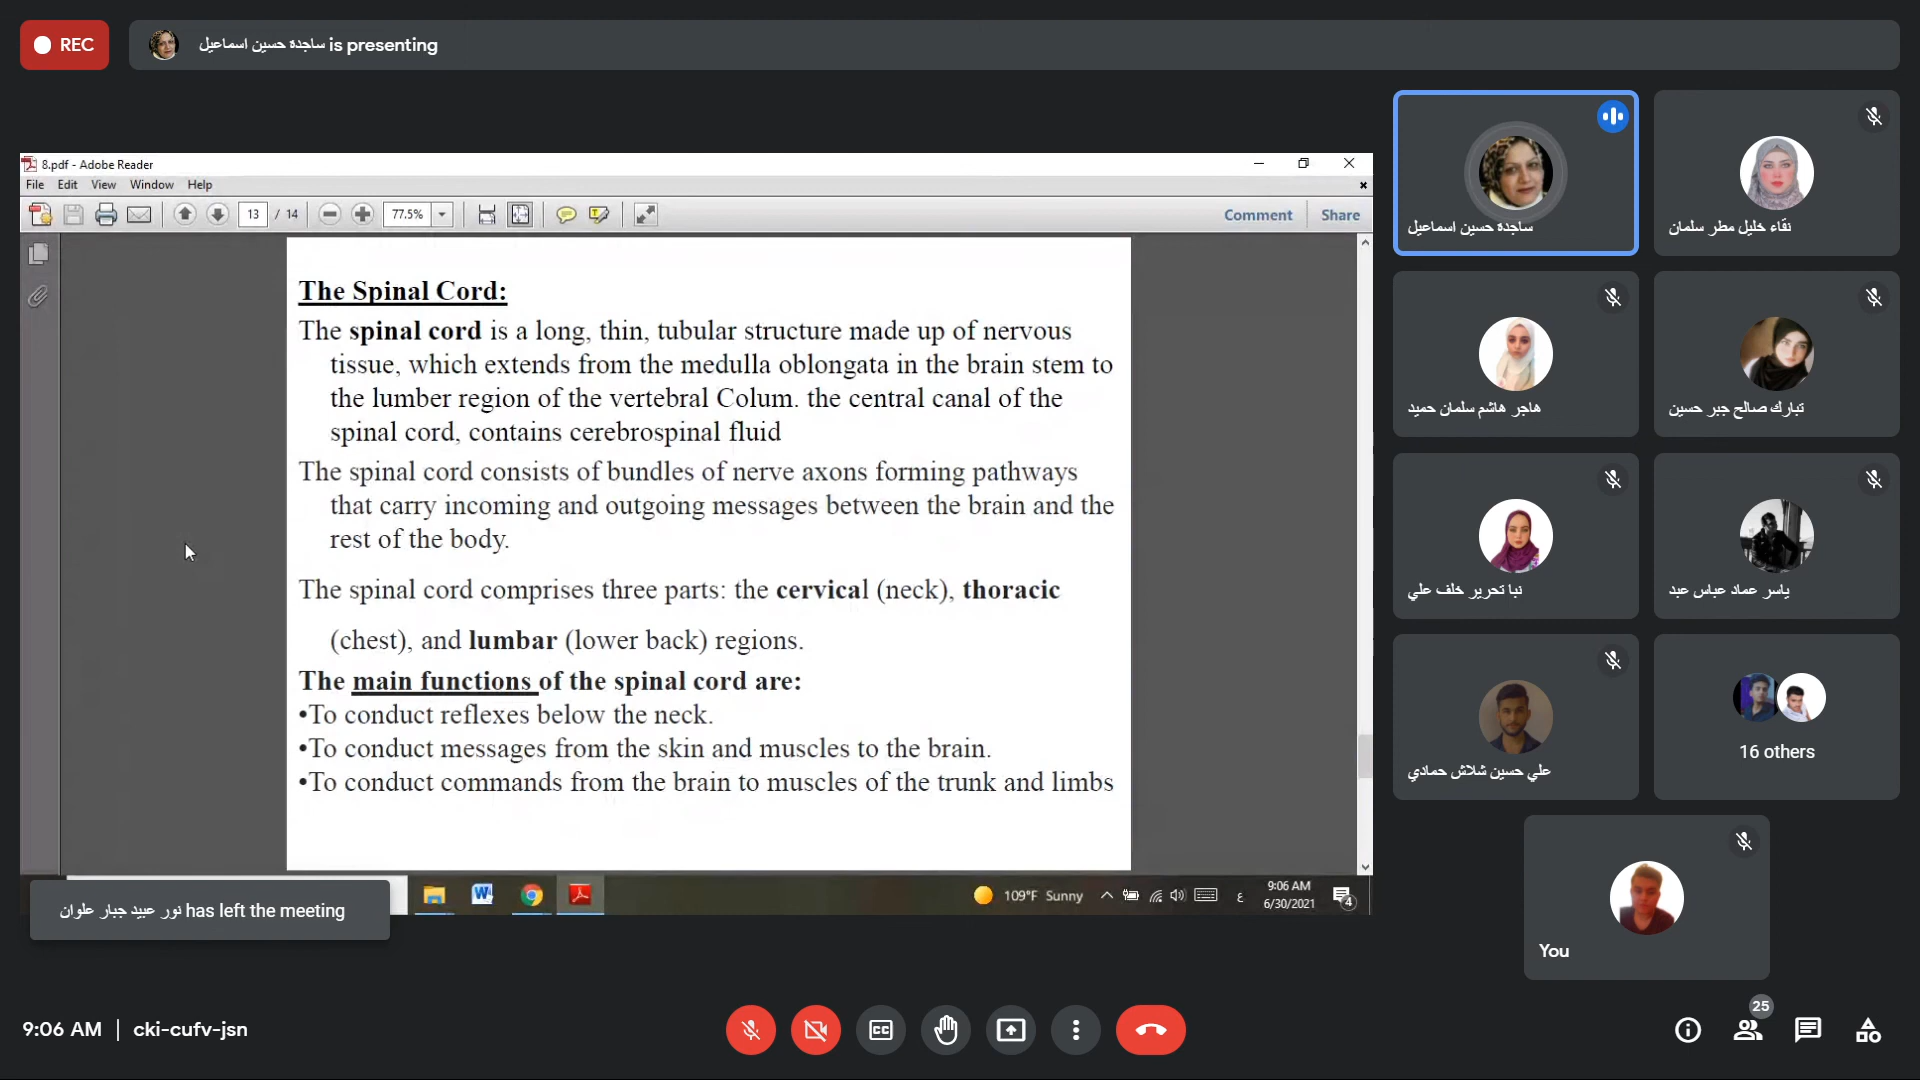 REC
ساجدة حسين اسماعيل is presenting
8.pdf - Adobe Reader
File Edit View Window Help
13 / 14 77.5% Comment Share
The Spinal Cord:
The spinal cord is a long, thin, tubular structure made up of nervous
tissue, which extends from the medulla oblongata in the brain stem to
the lumber region of the vertebral Colum. the central canal of the
spinal cord, contains cerebrospinal fluid
The spinal cord consists of bundles of nerve axons forming pathways
that carry incoming and outgoing messages between the brain and the
rest of the body.
The spinal cord comprises three parts: the cervical (neck), thoracic
(chest), and lumbar (lower back) regions.
The main functions of the spinal cord are:
•To conduct reflexes below the neck.
•To conduct messages from the skin and muscles to the brain.
•To conduct commands from the brain to muscles of the trunk and limbs
109°F Sunny ع 9:06 AM
6/30/2021
4
نور عبيد جبار علوان has left the meeting
ساجدة حسين اسماعيل
نقاء خليل مطر سلمان
هاجر هاشم سلمان حميد
تبارك صالح جبر حسين
نبا تحرير خلف علي
ياسر عماد عباس عبد
علي حسين شلاش حمادي
16 others
You
9:06 AM | cki-cufv-jsn
CC
25